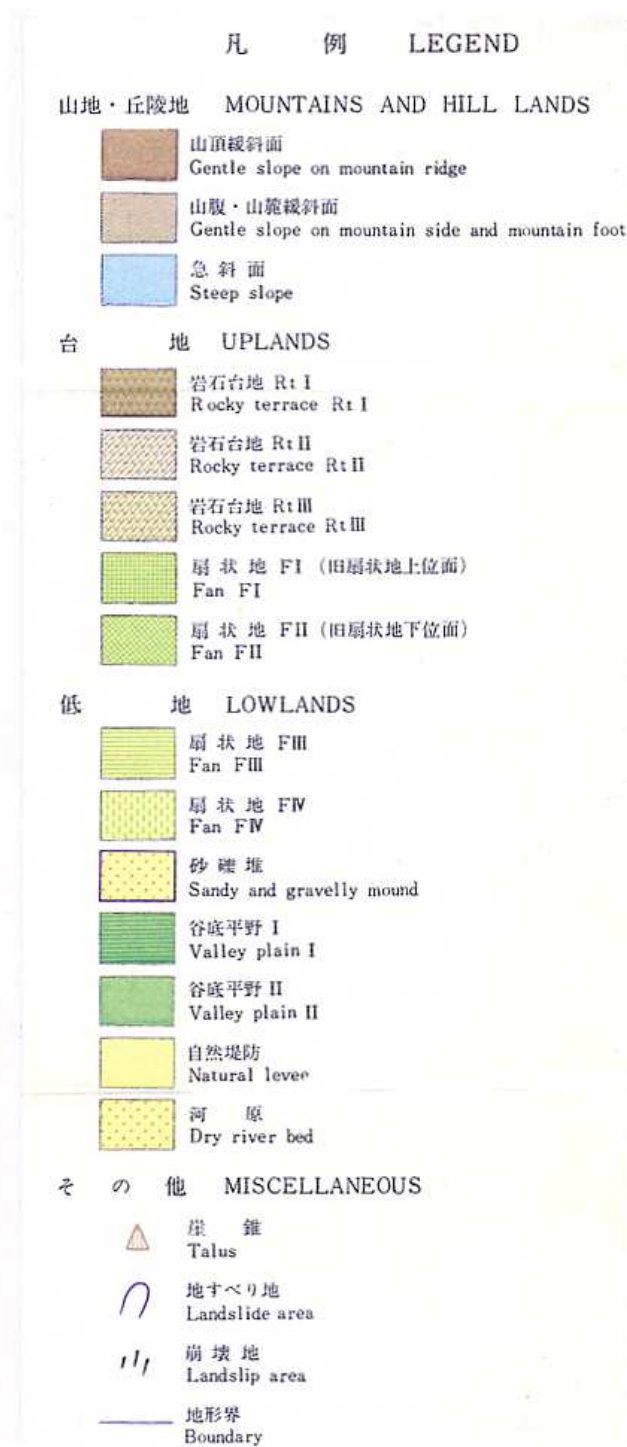 凡 例 LEGEND
山地・丘陵地 MOUNTAINS AND HILL LANDS
山頂緩斜面
Gentle slope on mountain ridge
山腹・山麓緩斜面
Gentle slope on mountain side and mountain foot
急 斜 面
Steep slope
台 地 UPLANDS
岩石台地 Rt I
Rocky terrace Rt I
岩石台地 Rt II
Rocky terrace Rt II
岩石台地 Rt III
Rocky terrace Rt III
扇 状 地 FI (旧扇状地上位面)
Fan FI
扇 状 地 FII (旧扇状地下位面)
Fan FII
低 地 LOWLANDS
扇 状 地 FIII
Fan FIII
扇 状 地 FIV
Fan FIV
砂 礫 堆
Sandy and gravelly mound
谷底平野 I
Valley plain I
谷底平野 II
Valley plain II
自然堤防
Natural levee
河 原
Dry river bed
そ の 他 MISCELLANEOUS
崖 錐
Talus
地すべり地
Landslide area
崩 壊 地
Landslip area
地形界
Boundary